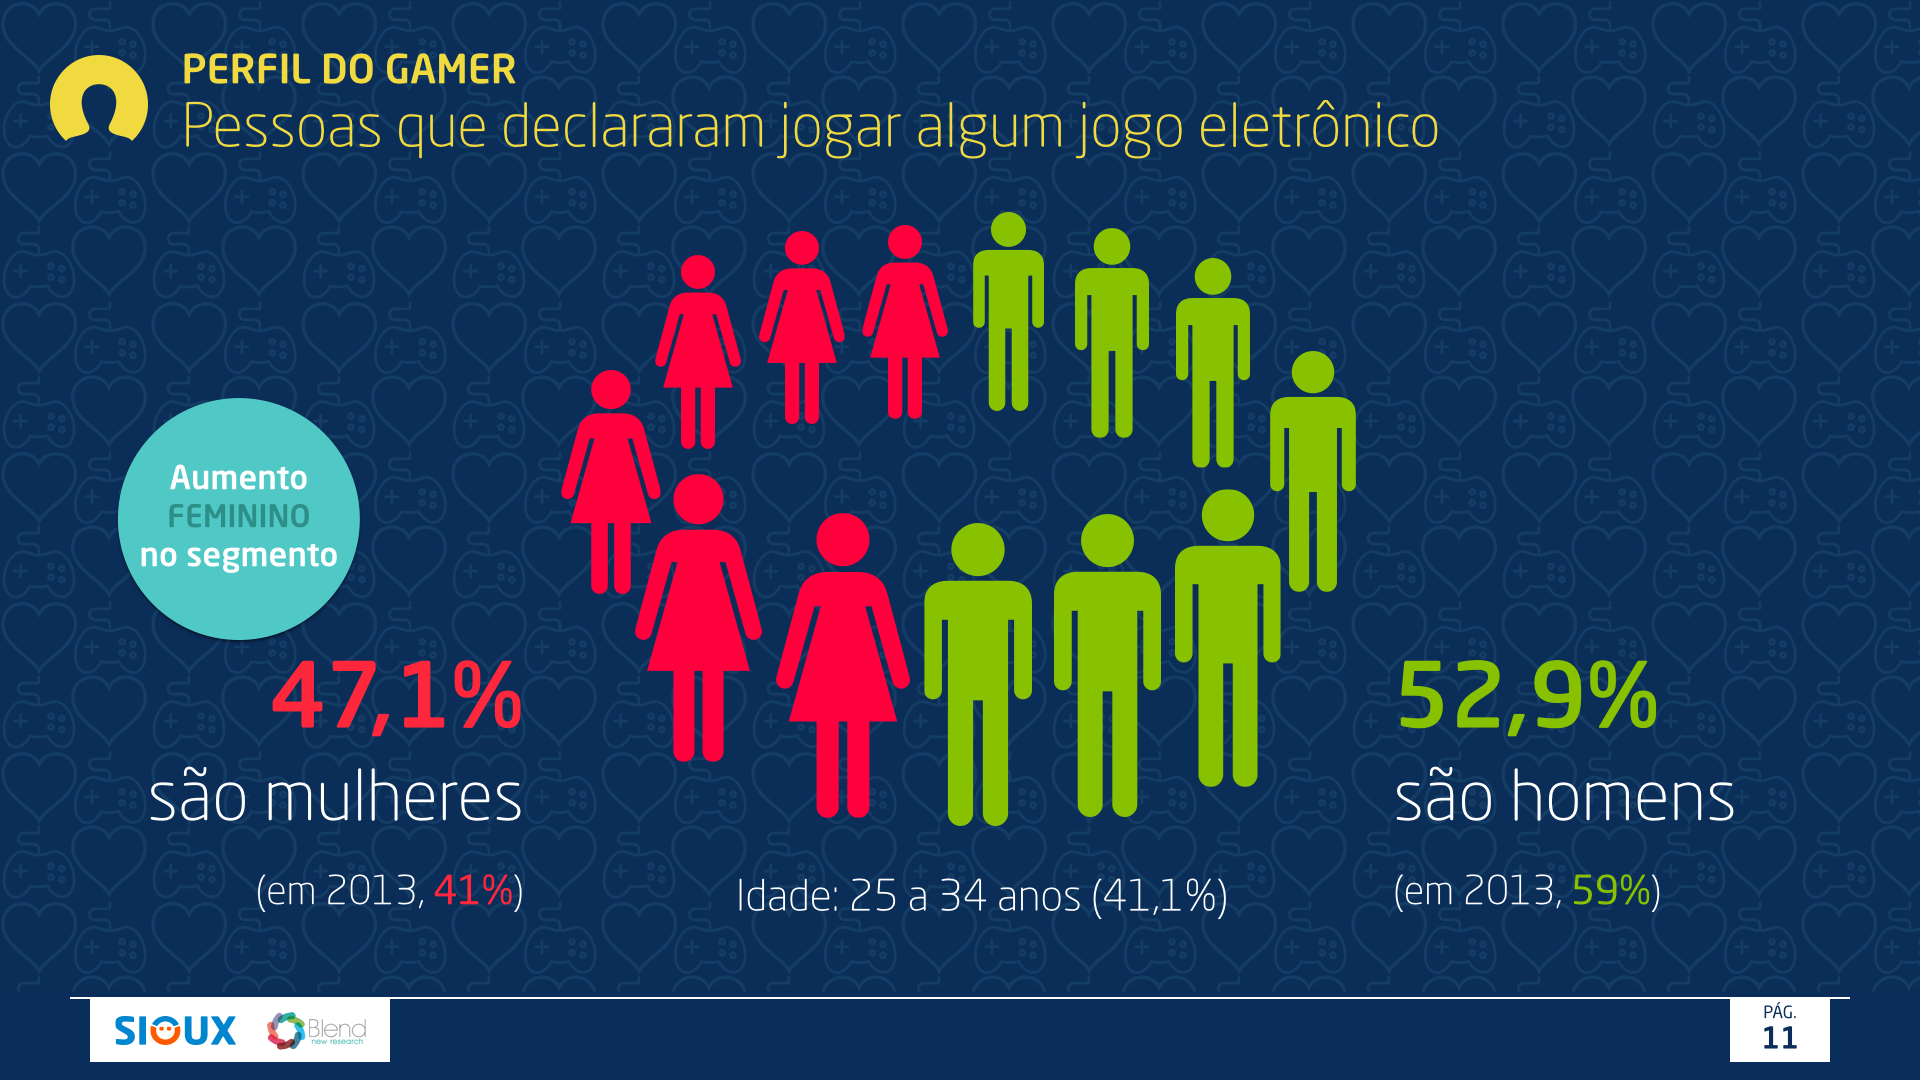 PERFIL DO GAMER
Pessoas que declararam jogar algum jogo eletrônico
Aumento
FEMININO
no segmento
47,1%
são mulheres
(em 2013, 41%)
Idade: 25 a 34 anos (41,1%)
52,9%
são homens
(em 2013, 59%)
SIOUX
Blend
new research
PÁG.
11